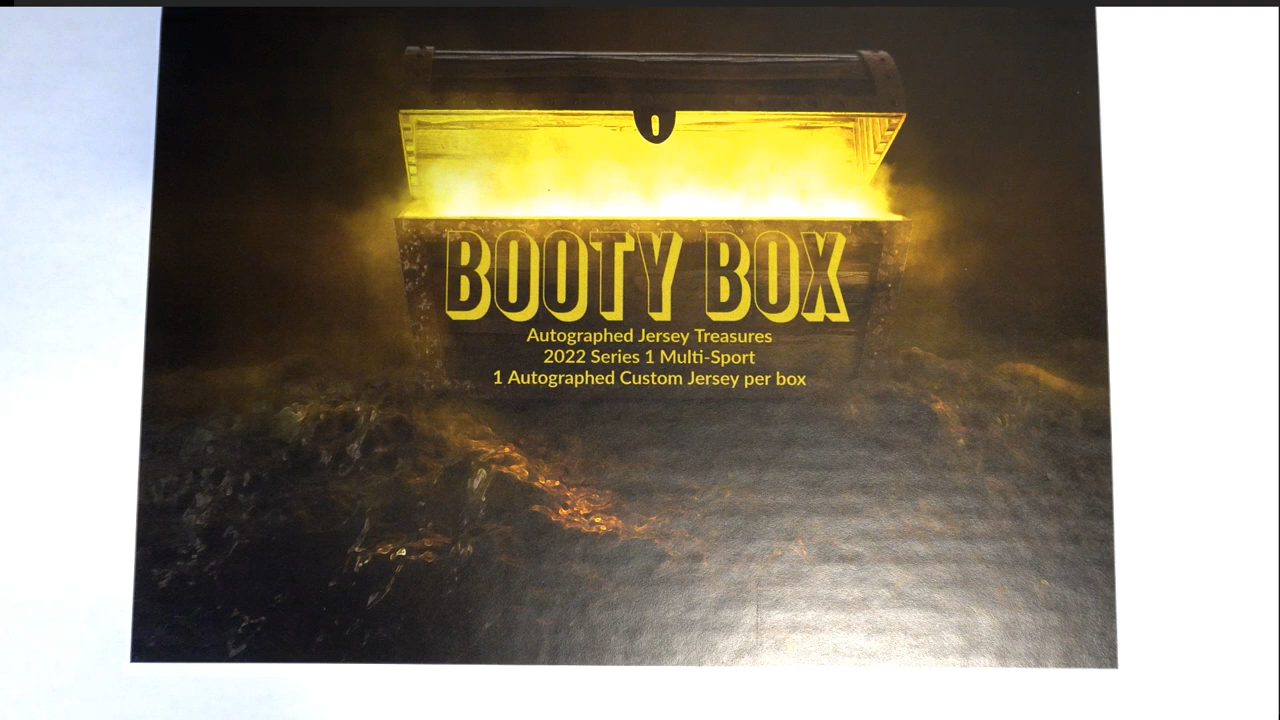 BOOTY BOX
Autographed Jersey Treasures
2022 Series 1 Multi-Sport
1 Autographed Custom Jersey per box